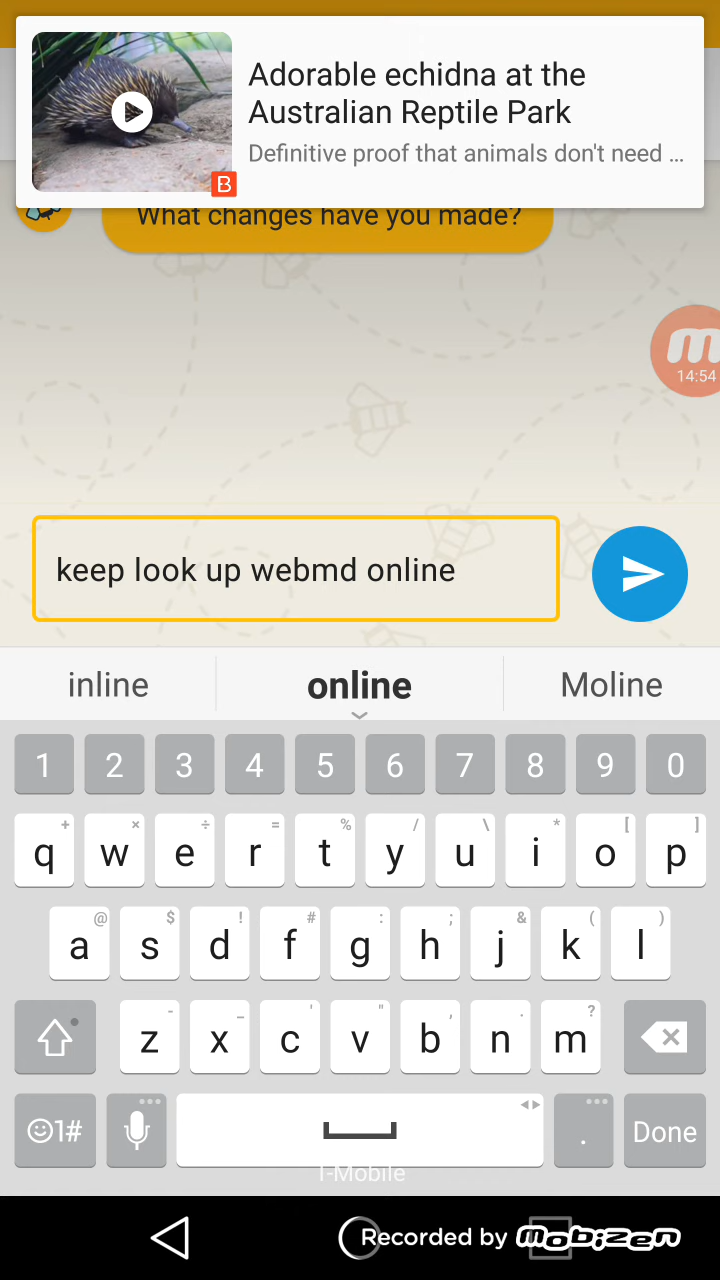 Adorable echidna at the
Australian Reptile Park
Definitive proof that animals don't need ...
B
What changes have you made?
m
14:54
keep look up webmd online
inline
online
Moline
1 2 3 4 5 6 7 8 9 0
+ × ÷ = % / \ * [ ]
q w e r t y u i o p
@ $ ! # : ; & ( )
a s d f g h j k l
- _ ' " , . ?
z x c v b n m
1#
.
Done
T-Mobile
Recorded by mobizen